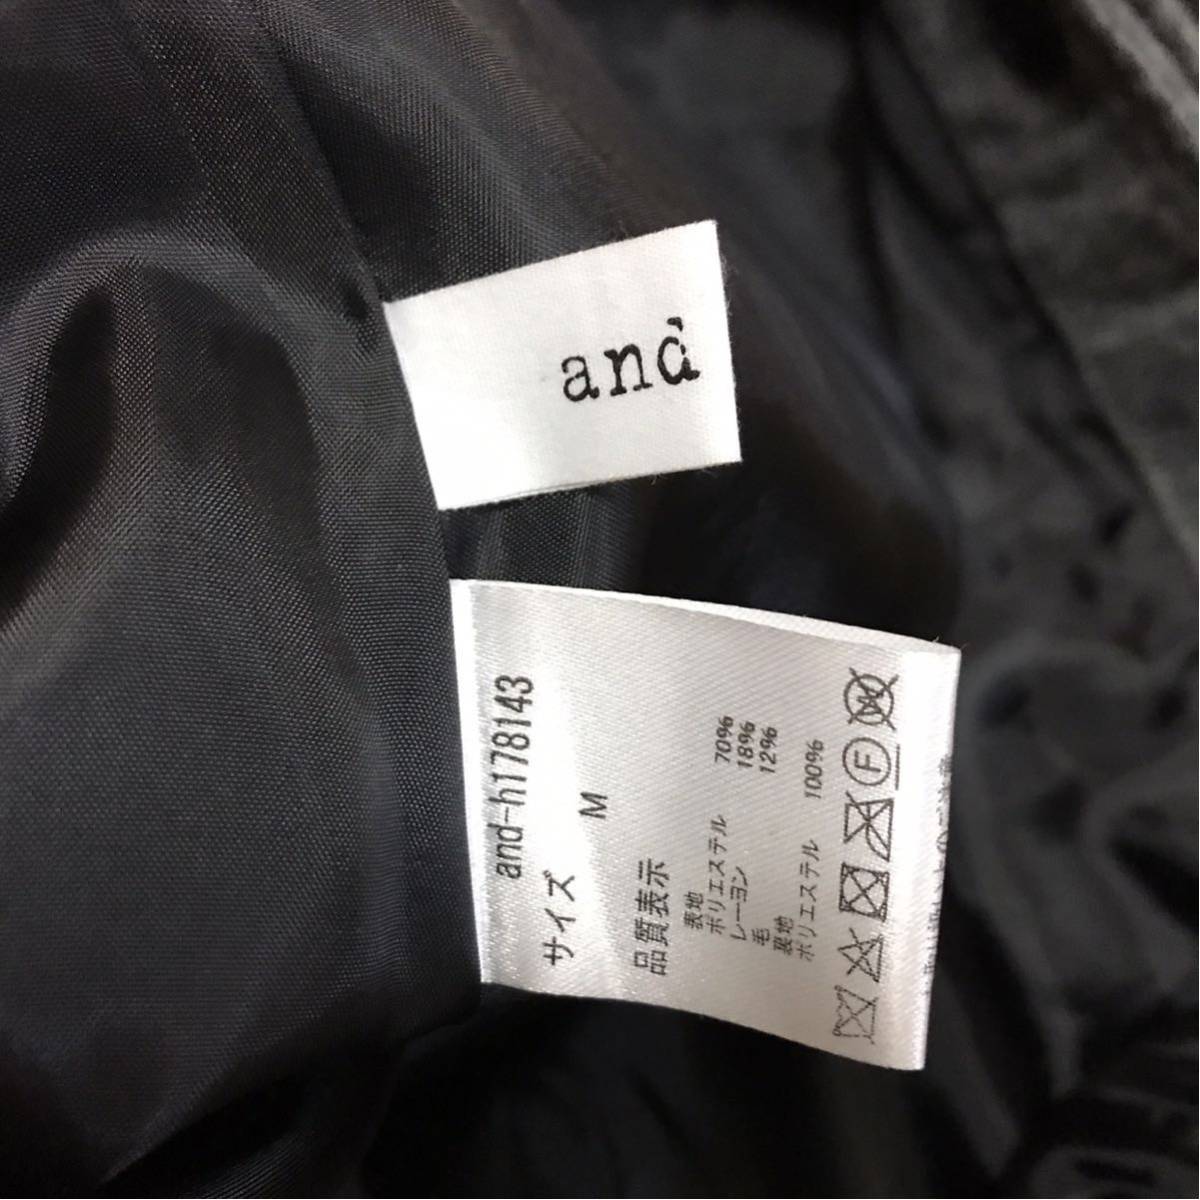 and
and-h178143
サイズ
M
品質表示
表地
ポリエステル 70%
レーヨン 18%
毛 12%
裏地
ポリエステル 100%
F
W